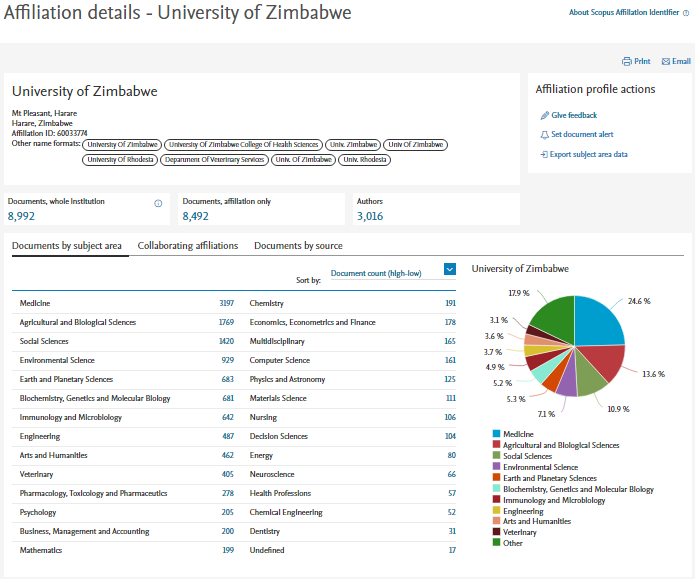 Affiliation details - University of Zimbabwe
About Scopus Affiliation Identifier
Print Email
University of Zimbabwe
Mt Pleasant, Harare
Harare, Zimbabwe
Affiliation ID: 60033774
Other name formats: University Of Zimbabwe University Of Zimbabwe College Of Health Sciences Univ. Zimbabwe Univ Of Zimbabwe
University Of Rhodesia Department Of Veterinary Services Univ. Of Zimbabwe Univ. Rhodesia
Affiliation profile actions
Give feedback
Set document alert
Export subject area data
Documents, whole institution
8,992
Documents, affiliation only
8,492
Authors
3,016
Documents by subject area Collaborating affiliations Documents by source
Sort by: Document count (high-low)
Medicine 3197 Chemistry 191
Agricultural and Biological Sciences 1769 Economics, Econometrics and Finance 178
Social Sciences 1420 Multidisciplinary 165
Environmental Science 929 Computer Science 161
Earth and Planetary Sciences 683 Physics and Astronomy 125
Biochemistry, Genetics and Molecular Biology 681 Materials Science 111
Immunology and Microbiology 642 Nursing 106
Engineering 487 Decision Sciences 104
Arts and Humanities 462 Energy 80
Veterinary 405 Neuroscience 66
Pharmacology, Toxicology and Pharmaceutics 278 Health Professions 57
Psychology 205 Chemical Engineering 52
Business, Management and Accounting 200 Dentistry 31
Mathematics 199 Undefined 17
University of Zimbabwe
17.9 %
24.6 %
3.1 %
3.6 %
3.7 %
4.9 %
13.6 %
5.2 %
5.3 %
10.9 %
7.1 %
Medicine
Agricultural and Biological Sciences
Social Sciences
Environmental Science
Earth and Planetary Sciences
Biochemistry, Genetics and Molecular Biology
Immunology and Microbiology
Engineering
Arts and Humanities
Veterinary
Other